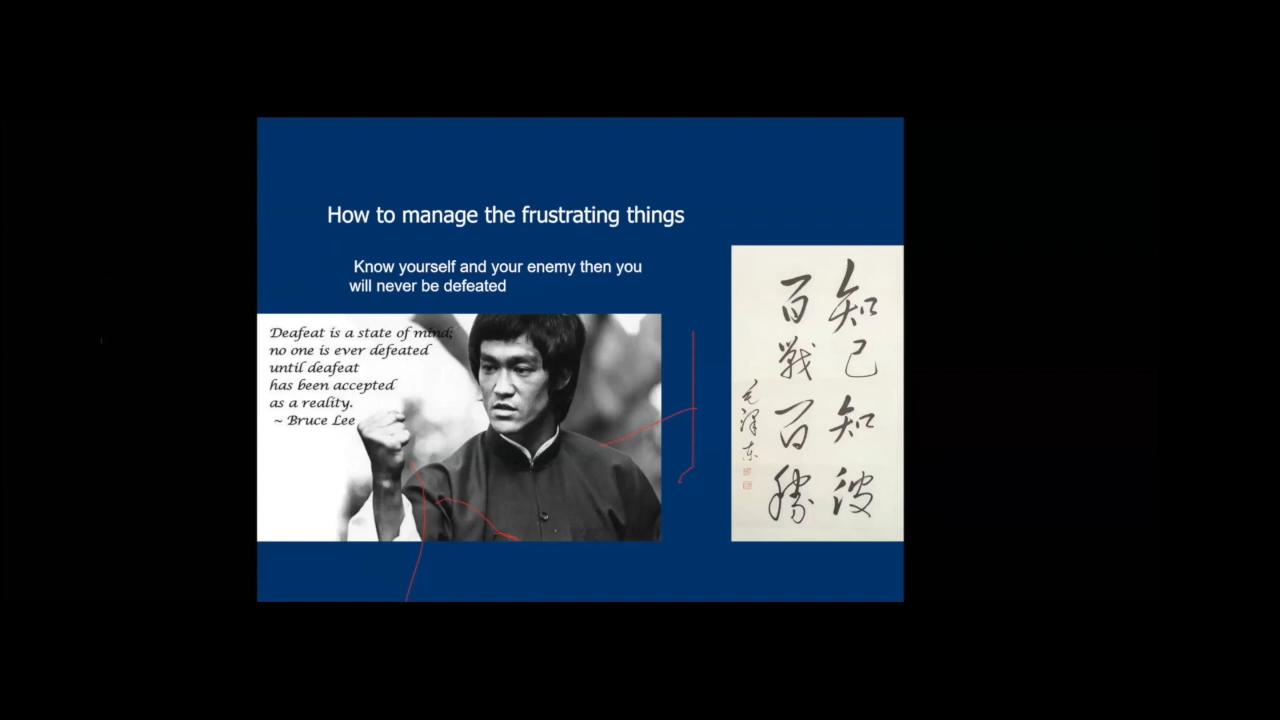 How to manage the frustrating things
Know yourself and your enemy then you
will never be defeated
Deafeat is a state of mind;
no one is ever defeated
until deafeat
has been accepted
as a reality.
~ Bruce Lee
知己知彼
百戰百勝
毛澤东